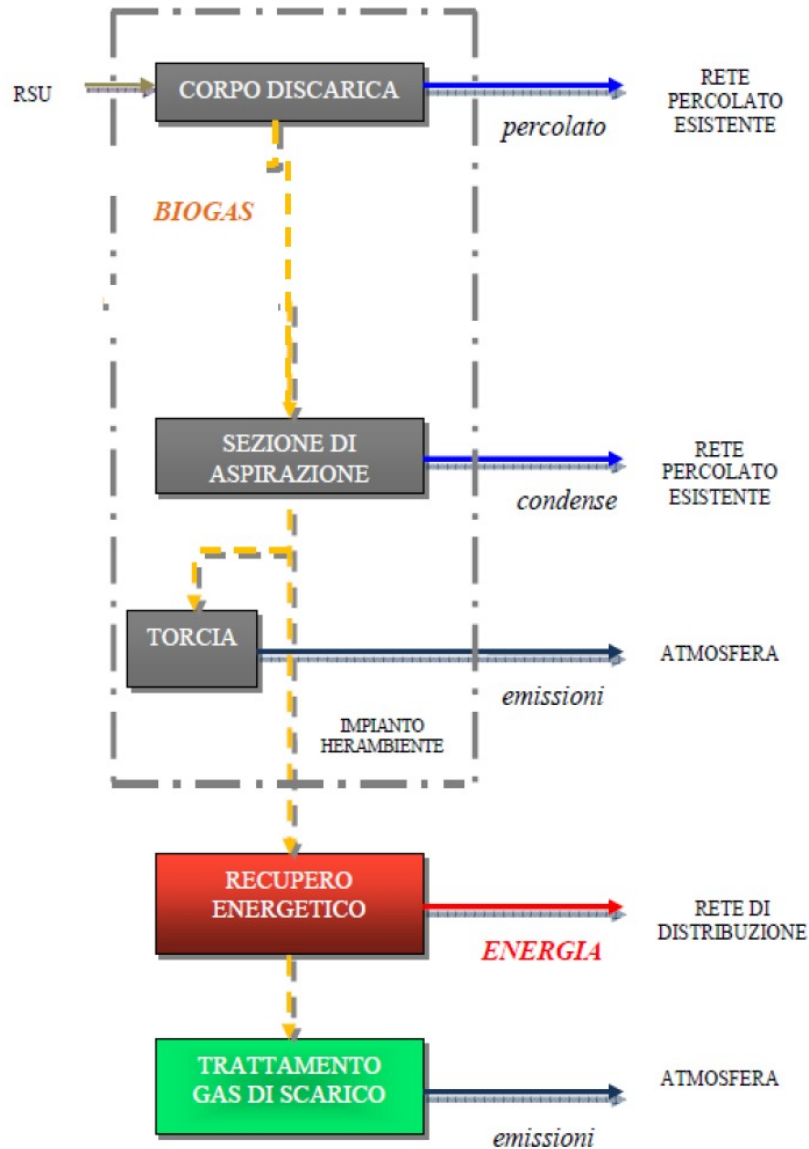 RSU
CORPO DISCARICA
percolato
RETE
PERCOLATO
ESISTENTE
BIOGAS
SEZIONE DI
ASPIRAZIONE
condense
RETE
PERCOLATO
ESISTENTE
TORCIA
emissioni
ATMOSFERA
IMPIANTO
HERAMBIENTE
RECUPERO
ENERGETICO
ENERGIA
RETE DI
DISTRIBUZIONE
TRATTAMENTO
GAS DI SCARICO
emissioni
ATMOSFERA